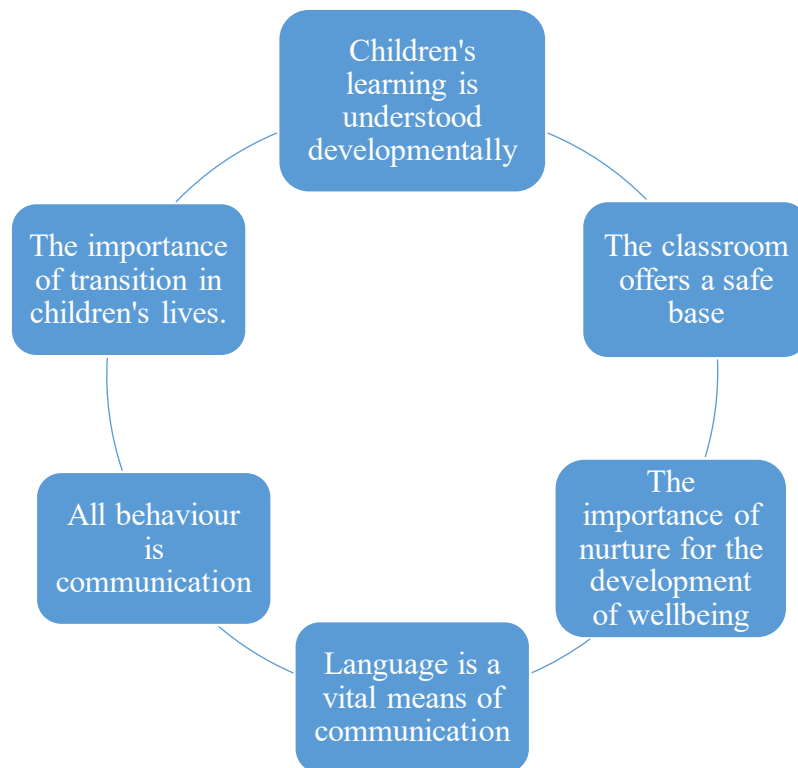 Children's
learning is
understood
developmentally
The classroom
offers a safe
base
The
importance of
nurture for the
development
of wellbeing
Language is a
vital means of
communication
All behaviour
is
communication
The importance
of transition in
children's lives.